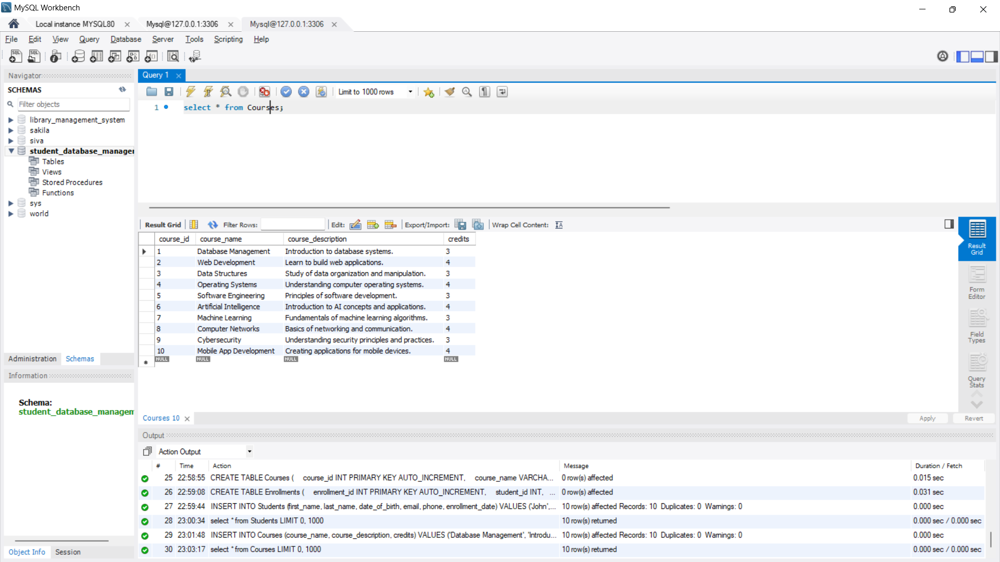 MySQL Workbench
Local instance MYSQL80
Mysql@127.0.0.1:3306
Mysql@127.0.0.1:3306
File Edit View Query Database Server Tools Scripting Help
Navigator
SCHEMAS
Filter objects
library_management_system
sakila
siva
student_database_manager
Tables
Views
Stored Procedures
Functions
sys
world
Administration Schemas
Information
Schema:
student_database_managem
Object Info Session
Query 1
Limit to 1000 rows
1 select * from Courses;
Result Grid Filter Rows: Edit: Export/Import: Wrap Cell Content:
course_id course_name course_description credits
1 Database Management Introduction to database systems. 3
2 Web Development Learn to build web applications. 4
3 Data Structures Study of data organization and manipulation. 3
4 Operating Systems Understanding computer operating systems. 4
5 Software Engineering Principles of software development. 3
6 Artificial Intelligence Introduction to AI concepts and applications. 4
7 Machine Learning Fundamentals of machine learning algorithms. 3
8 Computer Networks Basics of networking and communication. 4
9 Cybersecurity Understanding security principles and practices. 3
10 Mobile App Development Creating applications for mobile devices. 4
NULL NULL NULL NULL
Result
Grid
Form
Editor
Field
Types
Query
Stats
Courses 10
Apply Revert
Output
Action Output
# Time Action Message Duration / Fetch
25 22:58:55 CREATE TABLE Courses ( course_id INT PRIMARY KEY AUTO_INCREMENT, course_name VARCHA... 0 row(s) affected 0.015 sec
26 22:59:08 CREATE TABLE Enrollments ( enrollment_id INT PRIMARY KEY AUTO_INCREMENT, student_id INT, ... 0 row(s) affected 0.031 sec
27 22:59:44 INSERT INTO Students (first_name, last_name, date_of_birth, email, phone, enrollment_date) VALUES ('John',... 10 row(s) affected Records: 10 Duplicates: 0 Warnings: 0 0.000 sec
28 23:00:34 select * from Students LIMIT 0, 1000 10 row(s) returned 0.000 sec / 0.000 sec
29 23:01:48 INSERT INTO Courses (course_name, course_description, credits) VALUES ('Database Management', 'Introdu... 10 row(s) affected Records: 10 Duplicates: 0 Warnings: 0 0.000 sec
30 23:03:17 select * from Courses LIMIT 0, 1000 10 row(s) returned 0.000 sec / 0.000 sec